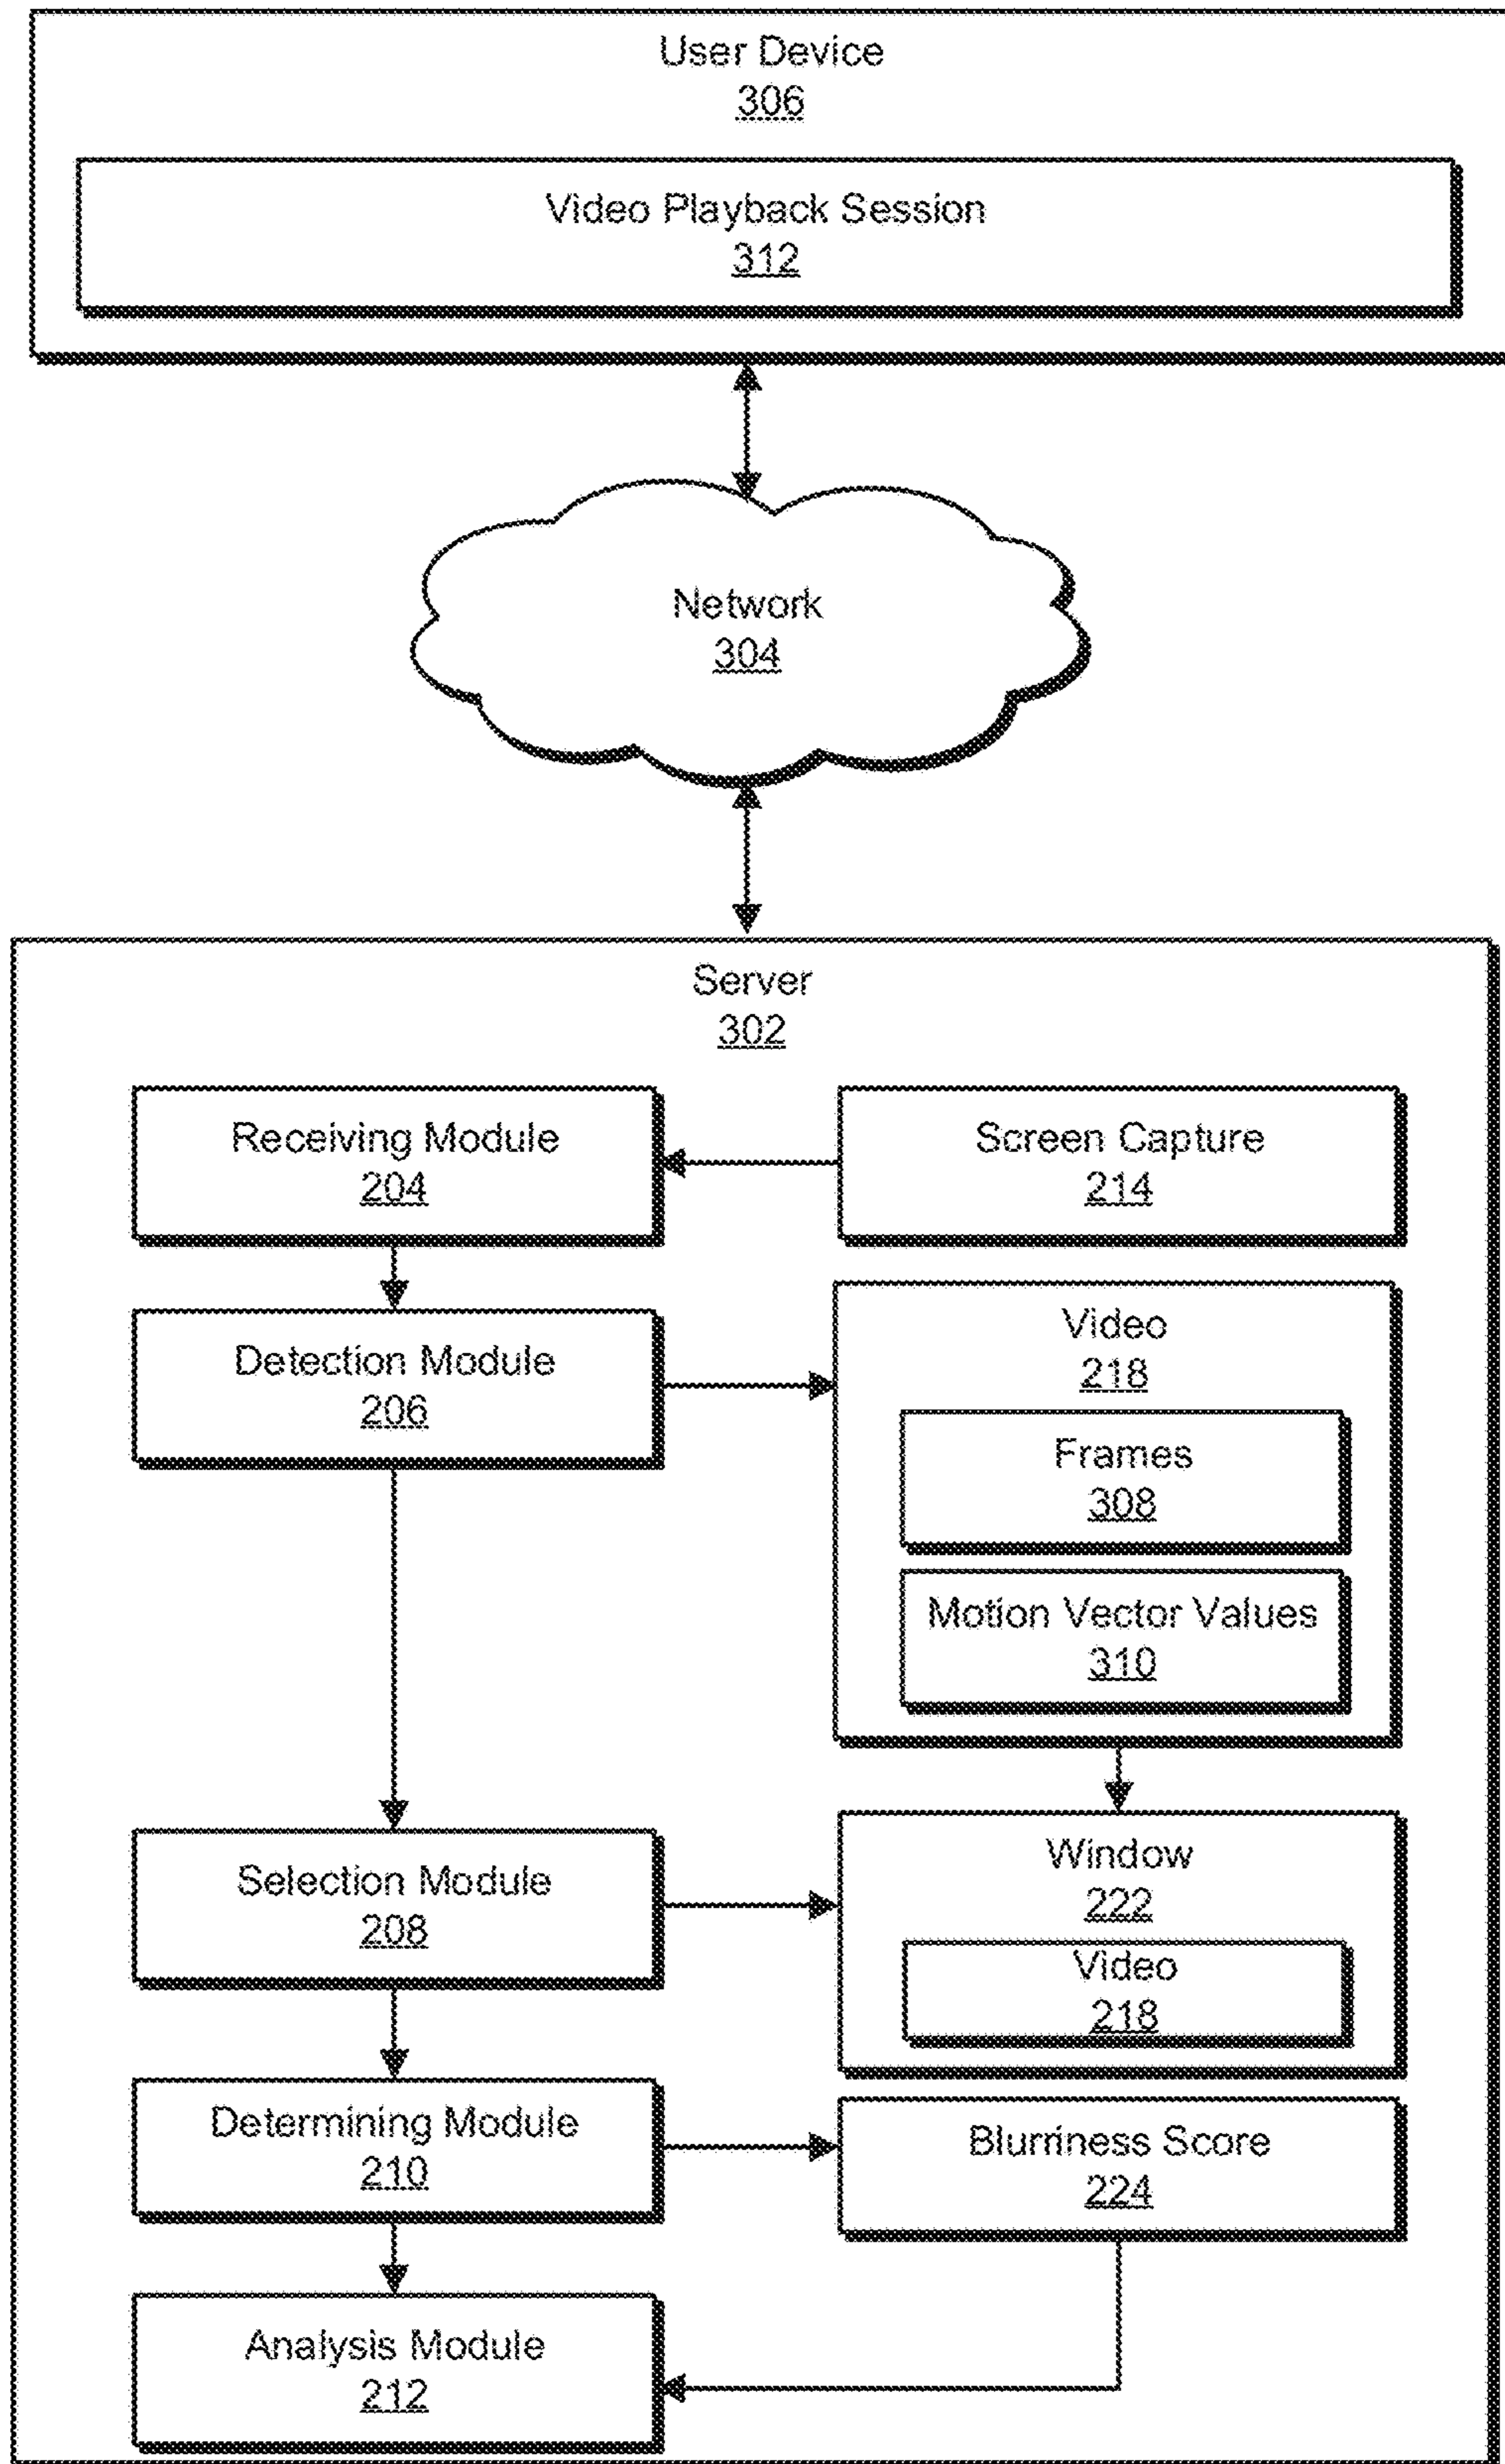 User Device
306
Video Playback Session
312
Network
304
Server
302
Receiving Module
204
Screen Capture
214
Detection Module
206
Video
218
Frames
308
Motion Vector Values
310
Selection Module
208
Window
222
Video
218
Determining Module
210
Blurriness Score
224
Analysis Module
212